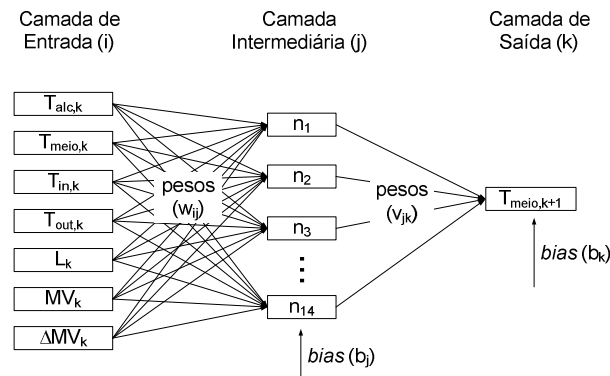 Camada de
Entrada (i)
Camada
Intermediária (j)
Camada de
Saída (k)
T_alc,k
T_meio,k
T_in,k
T_out,k
L_k
MV_k
ΔMV_k
pesos
(w_ij)
n_1
n_2
n_3
n_14
bias (b_j)
pesos
(v_jk)
T_meio,k+1
bias (b_k)